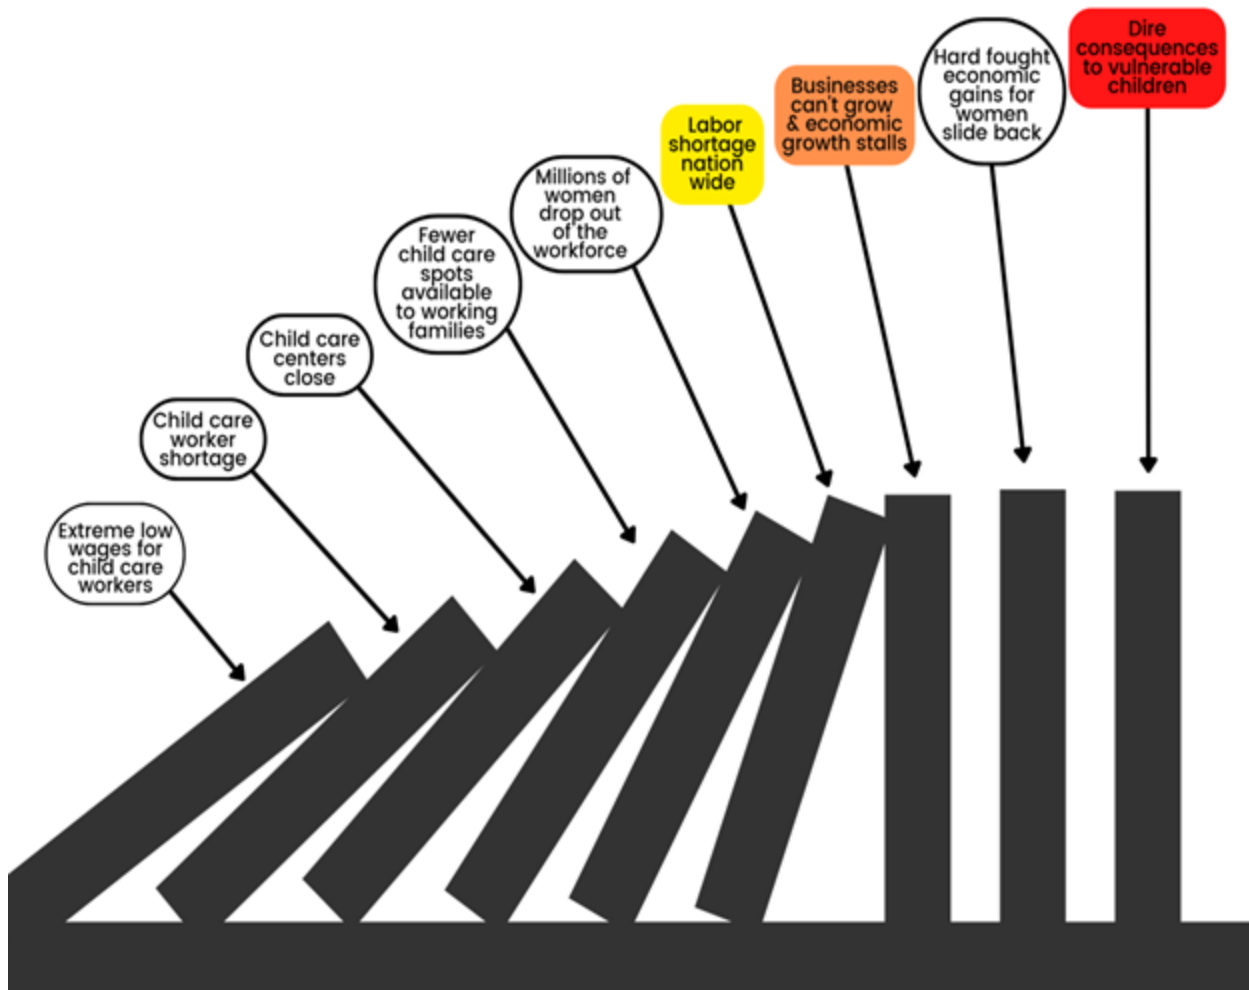 Extreme low
wages for
child care
workers
Child care
worker
shortage
Child care
centers
close
Fewer
child care
spots
available
to working
families
Millions of
women
drop out
of the
workforce
Labor
shortage
nation
wide
Businesses
can't grow
& economic
growth stalls
Hard fought
economic
gains for
women
slide back
Dire
consequences
to vulnerable
children